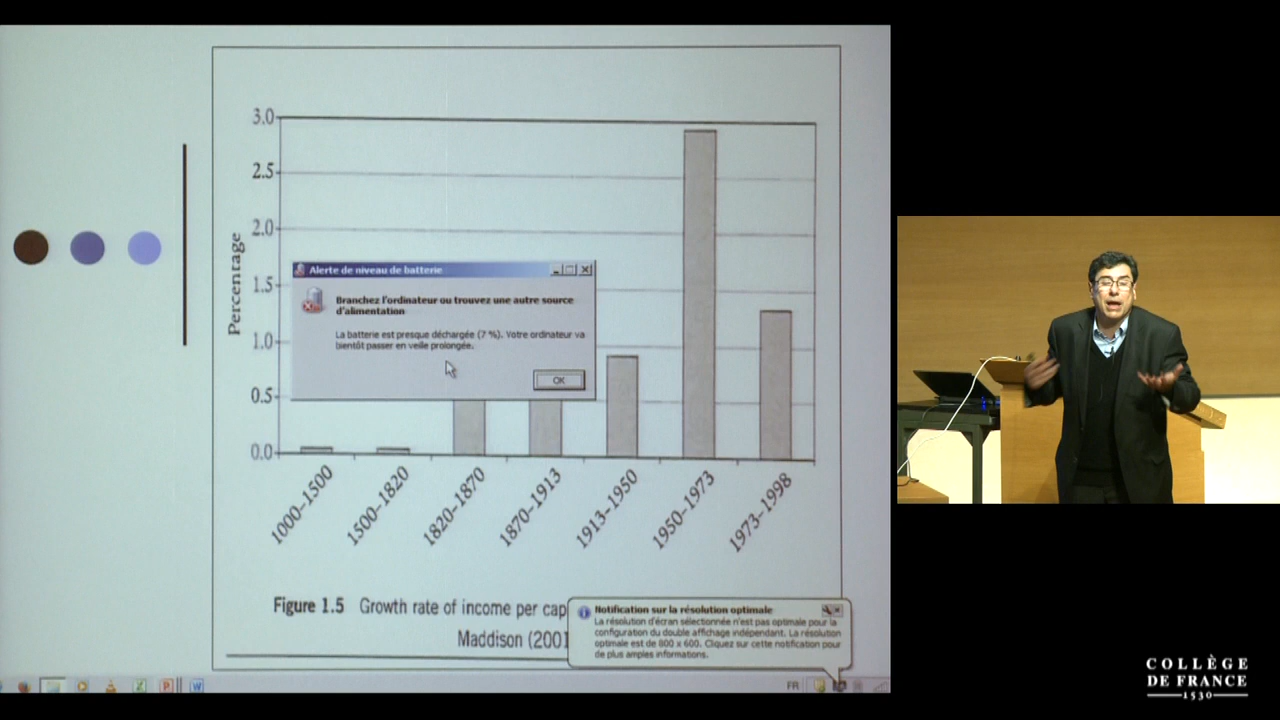 3.0
2.5
2.0
1.5
1.0
0.5
0.0
Percentage
Alerte de niveau de batterie
Branchez l'ordinateur ou trouvez une autre source
d'alimentation
La batterie est presque déchargée (7 %). Votre ordinateur va
bientôt passer en veille prolongée.
OK
1000–1500
1500–1820
1820–1870
1870–1913
1913–1950
1950–1973
1973–1998
Figure 1.5 Growth rate of income per cap
Maddison (2001
Notification sur la résolution optimale
La résolution d'écran sélectionnée n'est pas optimale pour la
configuration du double affichage indépendant. La résolution
optimale est de 800 x 600. Cliquez sur cette notification pour
de plus amples informations.
FR
COLLÈGE
DE FRANCE
1530